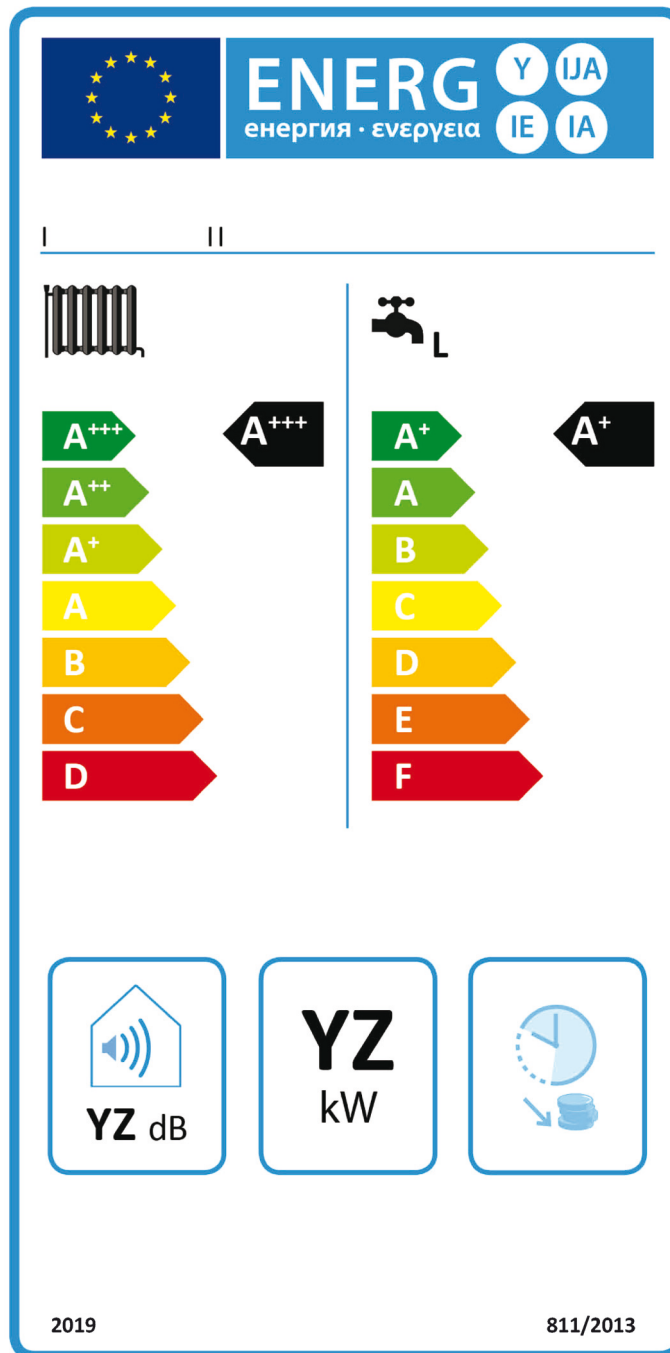 ENERG Y IJA
енергия · ενεργεια IE IA
I II
L
A+++ A+++ A+ A+
A++ A
A+ B
A C
B D
C E
D F
YZ dB
YZ
kW
2019 811/2013